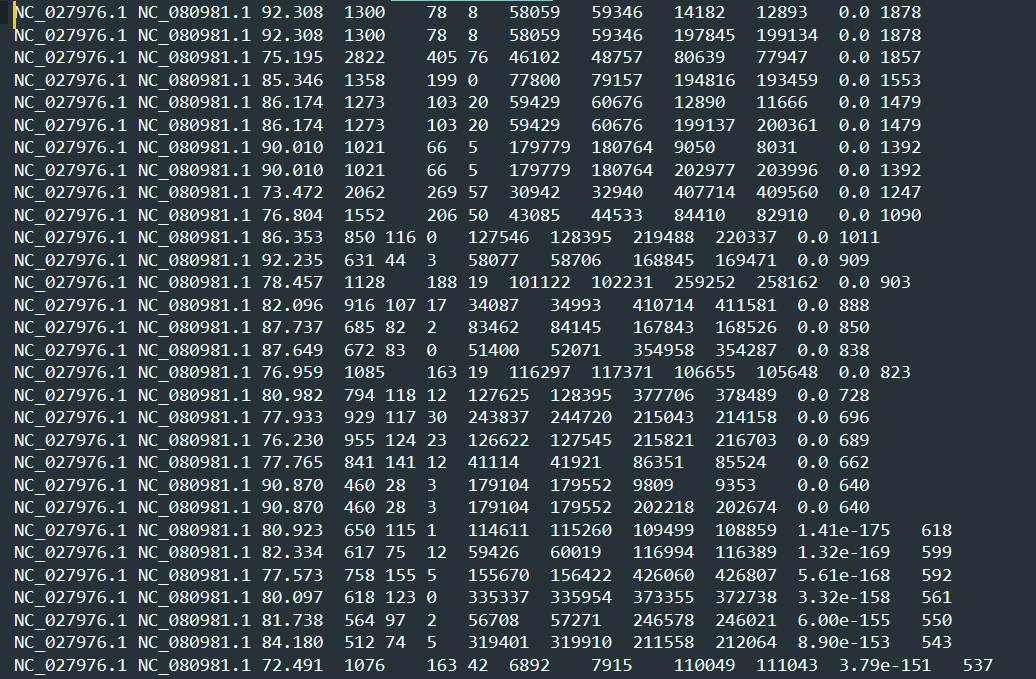 NC_027976.1 NC_080981.1 92.308 1300 78 8 58059 59346 14182 12893 0.0 1878
NC_027976.1 NC_080981.1 92.308 1300 78 8 58059 59346 197845 199134 0.0 1878
NC_027976.1 NC_080981.1 75.195 2822 405 76 46102 48757 80639 77947 0.0 1857
NC_027976.1 NC_080981.1 85.346 1358 199 0 77800 79157 194816 193459 0.0 1553
NC_027976.1 NC_080981.1 86.174 1273 103 20 59429 60676 12890 11666 0.0 1479
NC_027976.1 NC_080981.1 86.174 1273 103 20 59429 60676 199137 200361 0.0 1479
NC_027976.1 NC_080981.1 90.010 1021 66 5 179779 180764 9050 8031 0.0 1392
NC_027976.1 NC_080981.1 90.010 1021 66 5 179779 180764 202977 203996 0.0 1392
NC_027976.1 NC_080981.1 73.472 2062 269 57 30942 32940 407714 409560 0.0 1247
NC_027976.1 NC_080981.1 76.804 1552 206 50 43085 44533 84410 82910 0.0 1090
NC_027976.1 NC_080981.1 86.353 850 116 0 127546 128395 219488 220337 0.0 1011
NC_027976.1 NC_080981.1 92.235 631 44 3 58077 58706 168845 169471 0.0 909
NC_027976.1 NC_080981.1 78.457 1128 188 19 101122 102231 259252 258162 0.0 903
NC_027976.1 NC_080981.1 82.096 916 107 17 34087 34993 410714 411581 0.0 888
NC_027976.1 NC_080981.1 87.737 685 82 2 83462 84145 167843 168526 0.0 850
NC_027976.1 NC_080981.1 87.649 672 83 0 51400 52071 354958 354287 0.0 838
NC_027976.1 NC_080981.1 76.959 1085 163 19 116297 117371 106655 105648 0.0 823
NC_027976.1 NC_080981.1 80.982 794 118 12 127625 128395 377706 378489 0.0 728
NC_027976.1 NC_080981.1 77.933 929 117 30 243837 244720 215043 214158 0.0 696
NC_027976.1 NC_080981.1 76.230 955 124 23 126622 127545 215821 216703 0.0 689
NC_027976.1 NC_080981.1 77.765 841 141 12 41114 41921 86351 85524 0.0 662
NC_027976.1 NC_080981.1 90.870 460 28 3 179104 179552 9809 9353 0.0 640
NC_027976.1 NC_080981.1 90.870 460 28 3 179104 179552 202218 202674 0.0 640
NC_027976.1 NC_080981.1 80.923 650 115 1 114611 115260 109499 108859 1.41e-175 618
NC_027976.1 NC_080981.1 82.334 617 75 12 59426 60019 116994 116389 1.32e-169 599
NC_027976.1 NC_080981.1 77.573 758 155 5 155670 156422 426060 426807 5.61e-168 592
NC_027976.1 NC_080981.1 80.097 618 123 0 335337 335954 373355 372738 3.32e-158 561
NC_027976.1 NC_080981.1 81.738 564 97 2 56708 57271 246578 246021 6.00e-155 550
NC_027976.1 NC_080981.1 84.180 512 74 5 319401 319910 211558 212064 8.90e-153 543
NC_027976.1 NC_080981.1 72.491 1076 163 42 6892 7915 110049 111043 3.79e-151 537